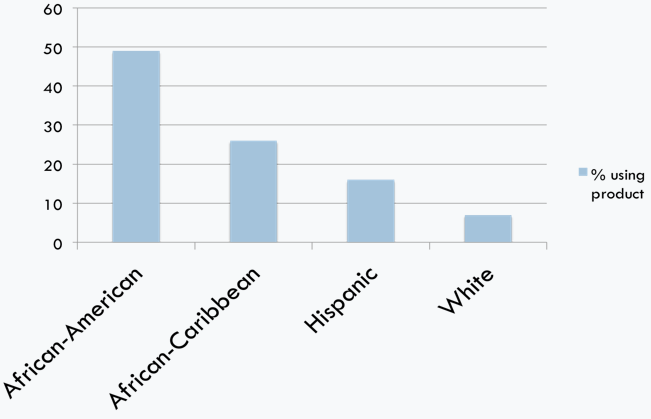 60
50
40
30
20
10
0
African-American
African-Caribbean
Hispanic
White
% using
product